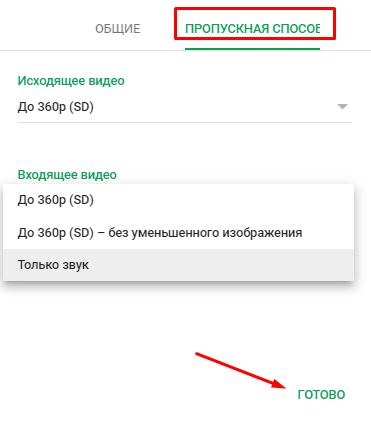 ОБЩИЕ ПРОПУСКНАЯ СПОСОБ
Исходящее видео
До 360p (SD)
Входящее видео
До 360p (SD)
До 360p (SD) – без уменьшенного изображения
Только звук
ГОТОВО